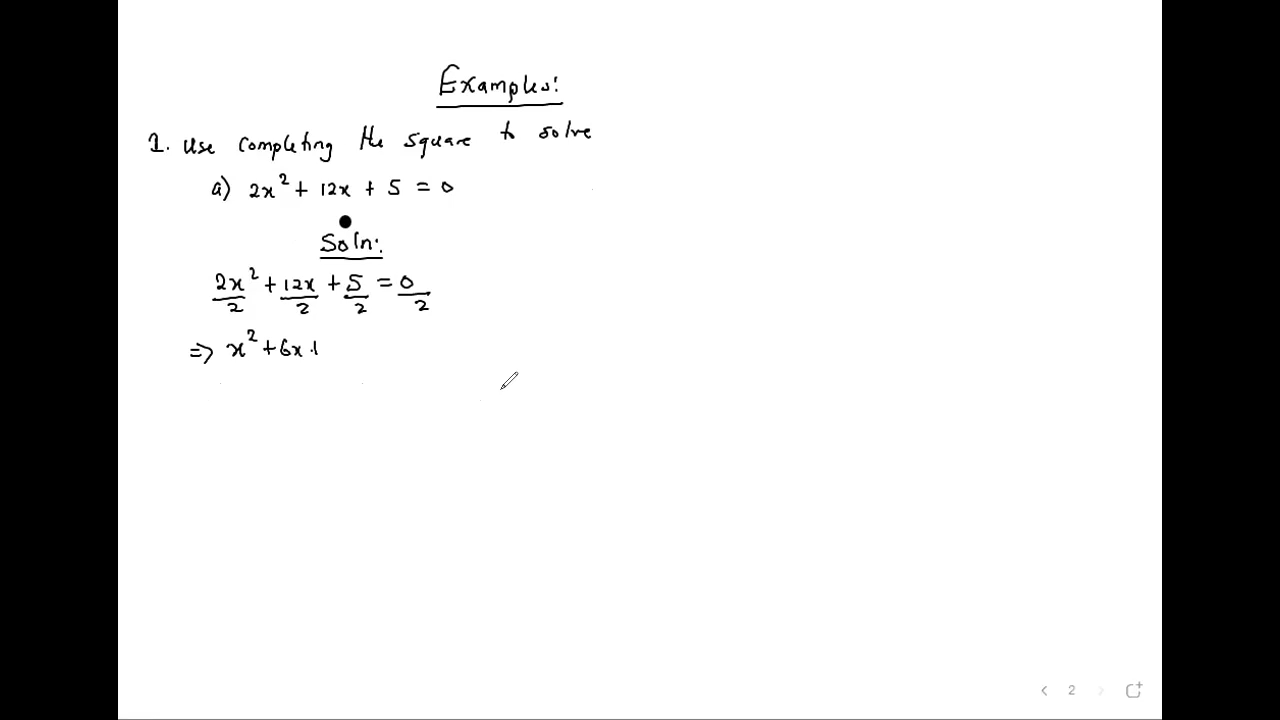 Examples:
1. Use completing the square to solve
a) 2x² + 12x + 5 = 0
Soln:
2x²/2 + 12x/2 + 5/2 = 0/2
⇒ x² + 6x
2